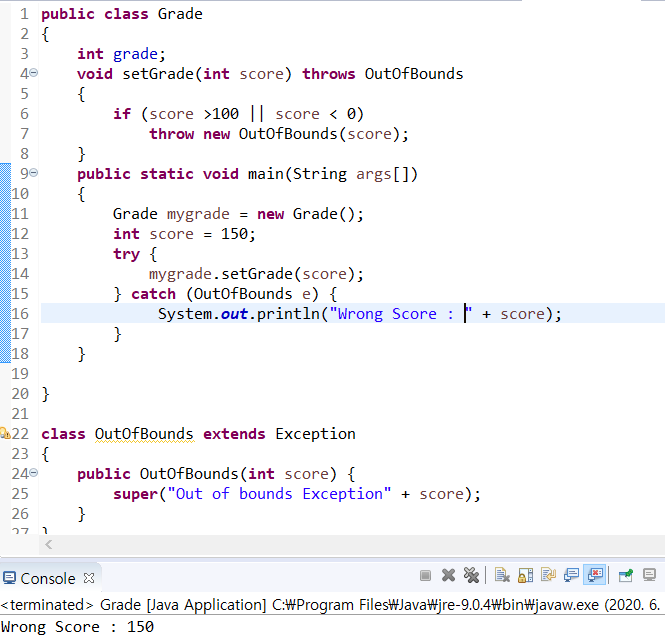 1 public class Grade
2 {
3     int grade;
4     void setGrade(int score) throws OutOfBounds
5     {
6         if (score >100 || score < 0)
7             throw new OutOfBounds(score);
8     }
9     public static void main(String args[])
10     {
11         Grade mygrade = new Grade();
12         int score = 150;
13         try {
14             mygrade.setGrade(score);
15         } catch (OutOfBounds e) {
16              System.out.println("Wrong Score : " + score);
17         }
18     }
19
20 }
21
22 class OutOfBounds extends Exception
23 {
24     public OutOfBounds(int score) {
25         super("Out of bounds Exception" + score);
26     }
27 }
Console
<terminated> Grade [Java Application] C:₩Program Files₩Java₩jre-9.0.4₩bin₩javaw.exe (2020. 6.
Wrong Score : 150